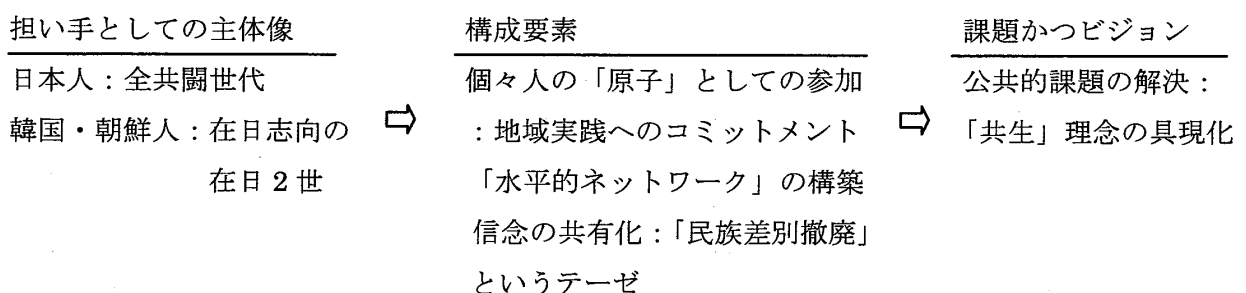 担い手としての主体像
日本人：全共闘世代
韓国・朝鮮人：在日志向の
在日2世
⇨
構成要素
個々人の「原子」としての参加
：地域実践へのコミットメント
「水平的ネットワーク」の構築
信念の共有化：「民族差別撤廃」
というテーゼ
⇨
課題かつビジョン
公共的課題の解決：
「共生」理念の具現化